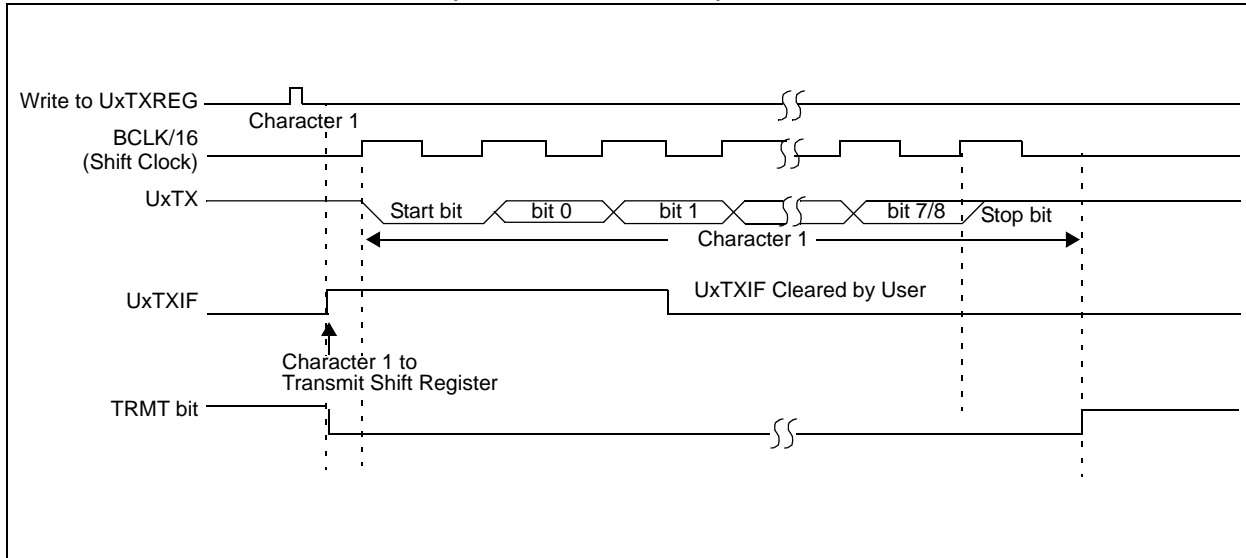 Write to UxTXREG
Character 1
BCLK/16
(Shift Clock)
UxTX
Start bit
bit 0
bit 1
bit 7/8
Stop bit
Character 1
UxTXIF
UxTXIF Cleared by User
Character 1 to
Transmit Shift Register
TRMT bit